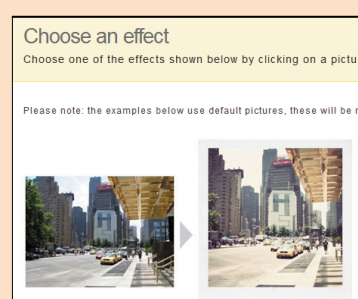 Choose an effect
Choose one of the effects shown below by clicking on a pictu
Please note: the examples below use default pictures, these will be